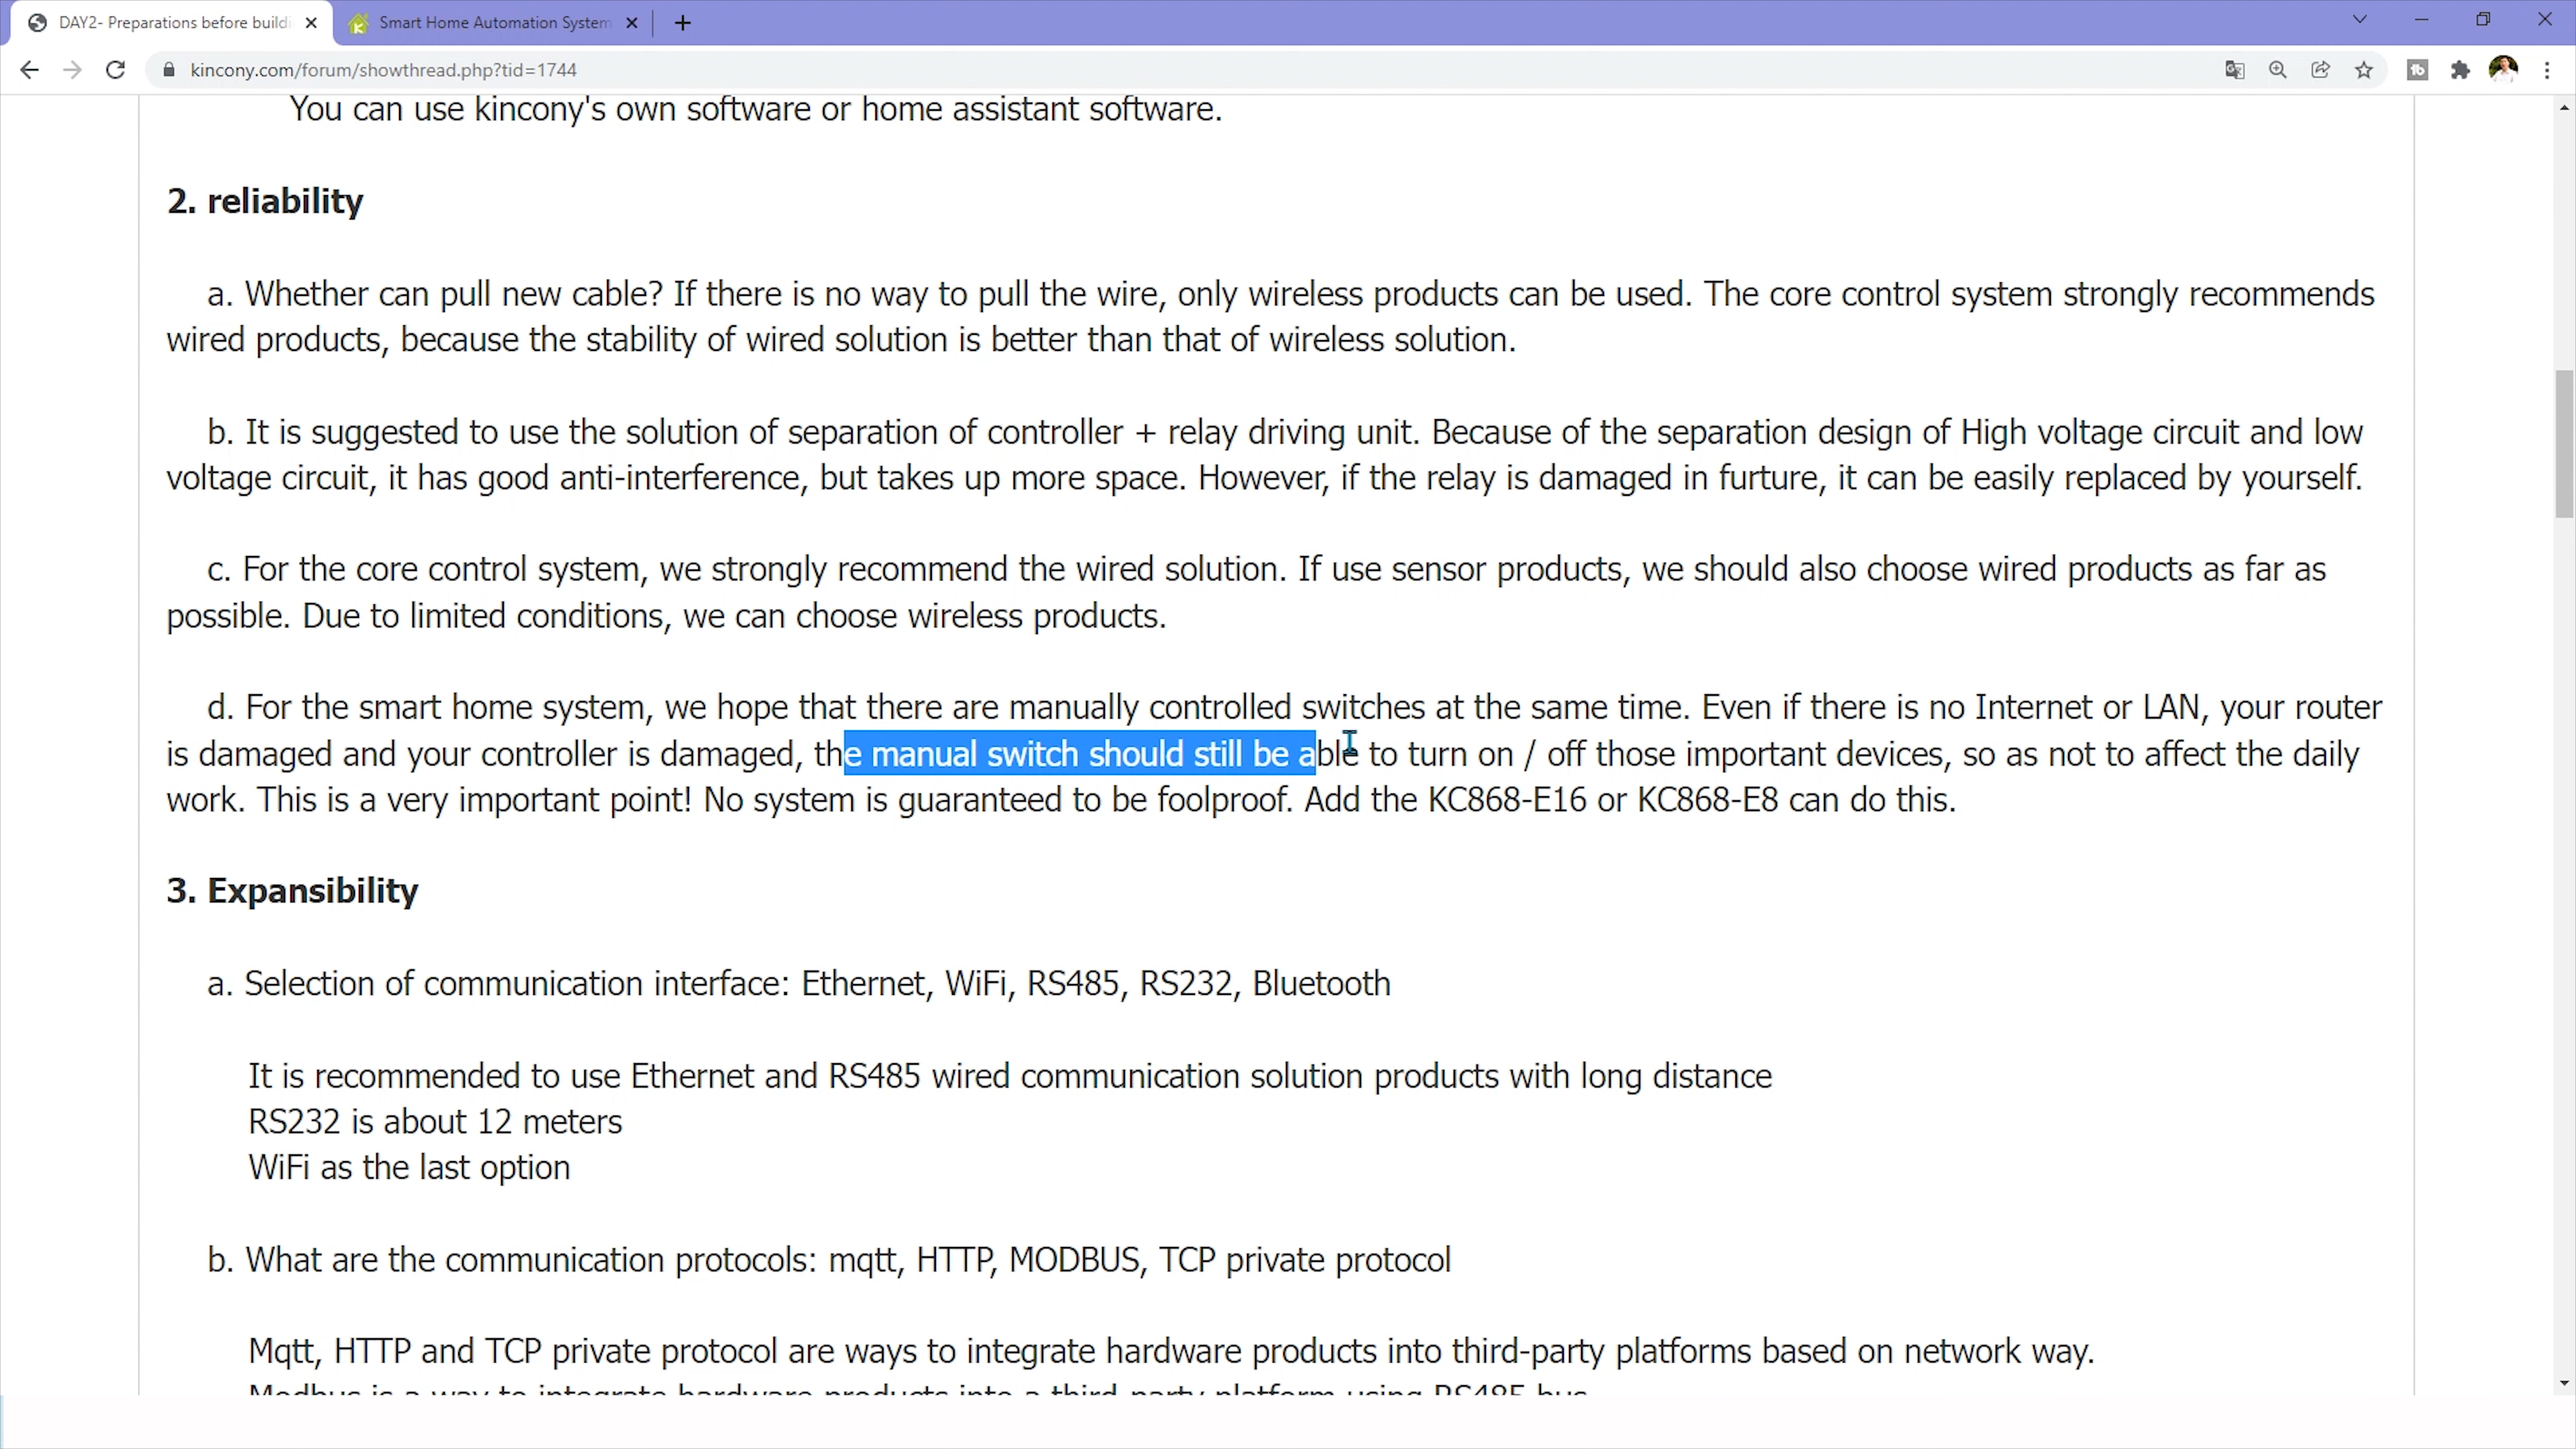 DAY2- Preparations before buildi
Smart Home Automation System
kincony.com/forum/showthread.php?tid=1744
You can use kincony's own software or home assistant software.
2. reliability
a. Whether can pull new cable? If there is no way to pull the wire, only wireless products can be used. The core control system strongly recommends
wired products, because the stability of wired solution is better than that of wireless solution.
b. It is suggested to use the solution of separation of controller + relay driving unit. Because of the separation design of High voltage circuit and low
voltage circuit, it has good anti-interference, but takes up more space. However, if the relay is damaged in furture, it can be easily replaced by yourself.
c. For the core control system, we strongly recommend the wired solution. If use sensor products, we should also choose wired products as far as
possible. Due to limited conditions, we can choose wireless products.
d. For the smart home system, we hope that there are manually controlled switches at the same time. Even if there is no Internet or LAN, your router
is damaged and your controller is damaged, the manual switch should still be able to turn on / off those important devices, so as not to affect the daily
work. This is a very important point! No system is guaranteed to be foolproof. Add the KC868-E16 or KC868-E8 can do this.
3. Expansibility
a. Selection of communication interface: Ethernet, WiFi, RS485, RS232, Bluetooth
It is recommended to use Ethernet and RS485 wired communication solution products with long distance
RS232 is about 12 meters
WiFi as the last option
b. What are the communication protocols: mqtt, HTTP, MODBUS, TCP private protocol
Mqtt, HTTP and TCP private protocol are ways to integrate hardware products into third-party platforms based on network way.
Modbus is a way to integrate hardware products into a third-party platform using RS485 bus